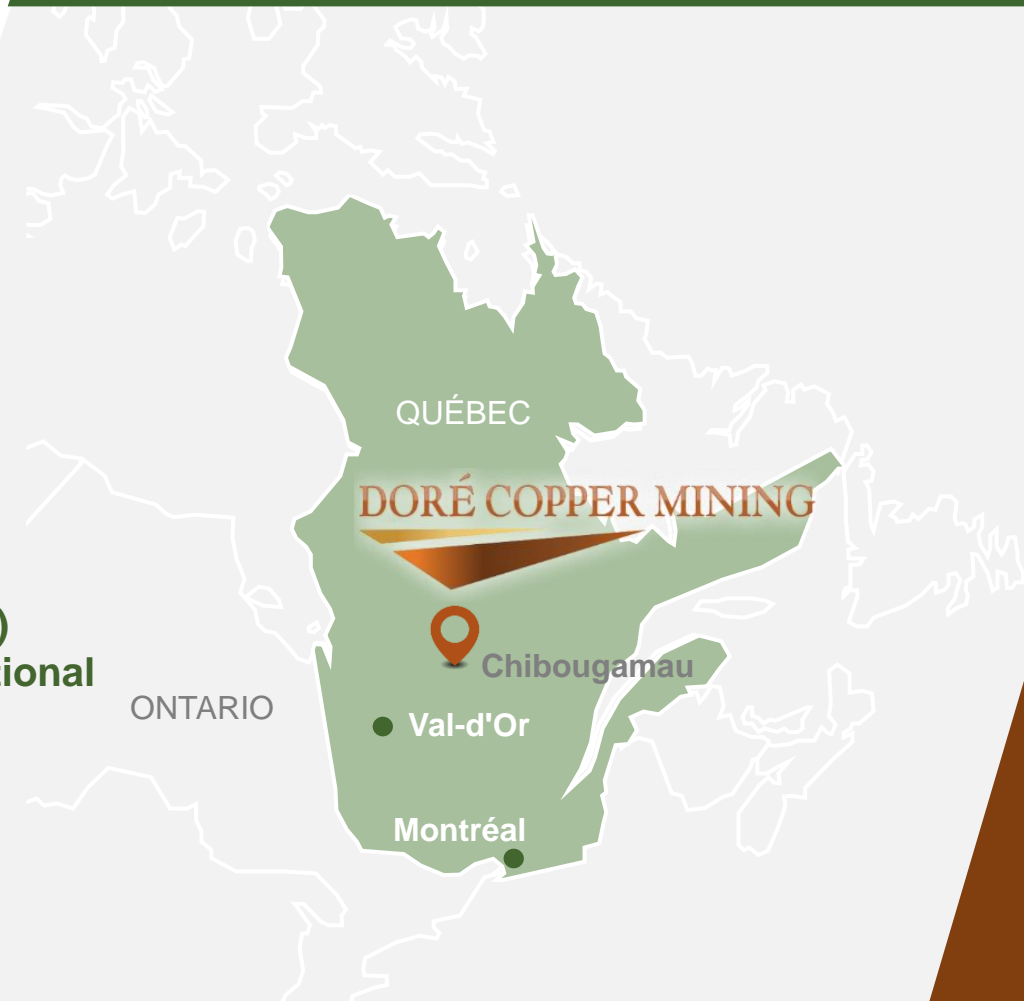 QUÉBEC
DORÉ COPPER MINING
)
tional
Chibougamau
ONTARIO
Val-d'Or
Montréal